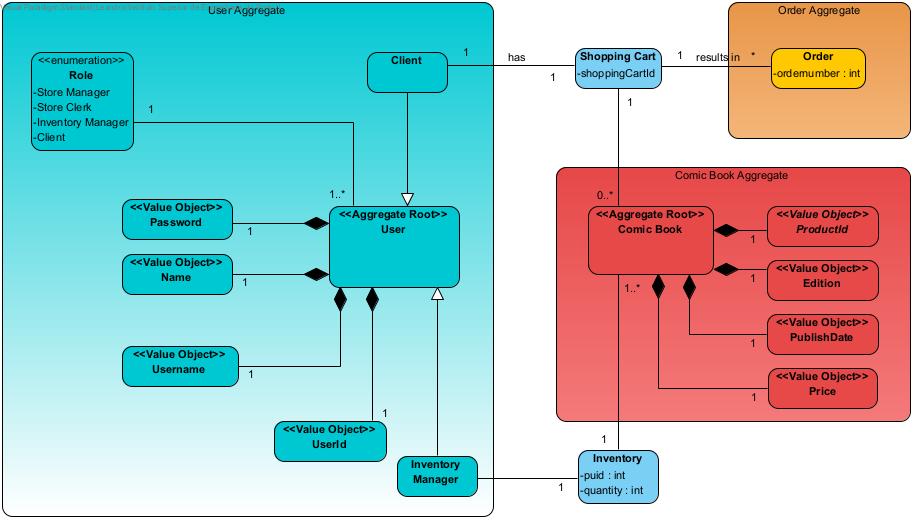 User Aggregate
Order Aggregate
<<enumeration>>
Role
-Store Manager
-Store Clerk
-Inventory Manager
-Client
Client
1
has
1
Shopping Cart
-shoppingCartId
1
results in
*
Order
-ordernumber : int
1
1
1..*
0..*
Comic Book Aggregate
<<Value Object>>
Password
1
<<Aggregate Root>>
User
<<Aggregate Root>>
Comic Book
<<Value Object>>
ProductId
1
<<Value Object>>
Name
1
<<Value Object>>
Edition
1
1..*
<<Value Object>>
PublishDate
1
<<Value Object>>
Username
1
<<Value Object>>
Price
1
1
<<Value Object>>
UserId
1
Inventory
Manager
1
Inventory
-puid : int
-quantity : int